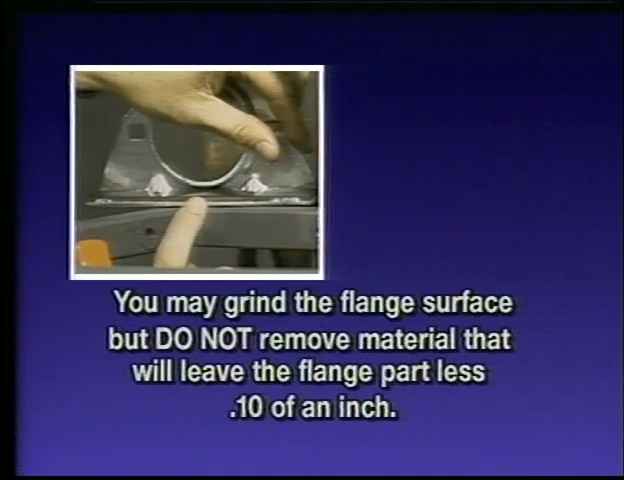 You may grind the flange surface
but DO NOT remove material that
will leave the flange part less
.10 of an inch.